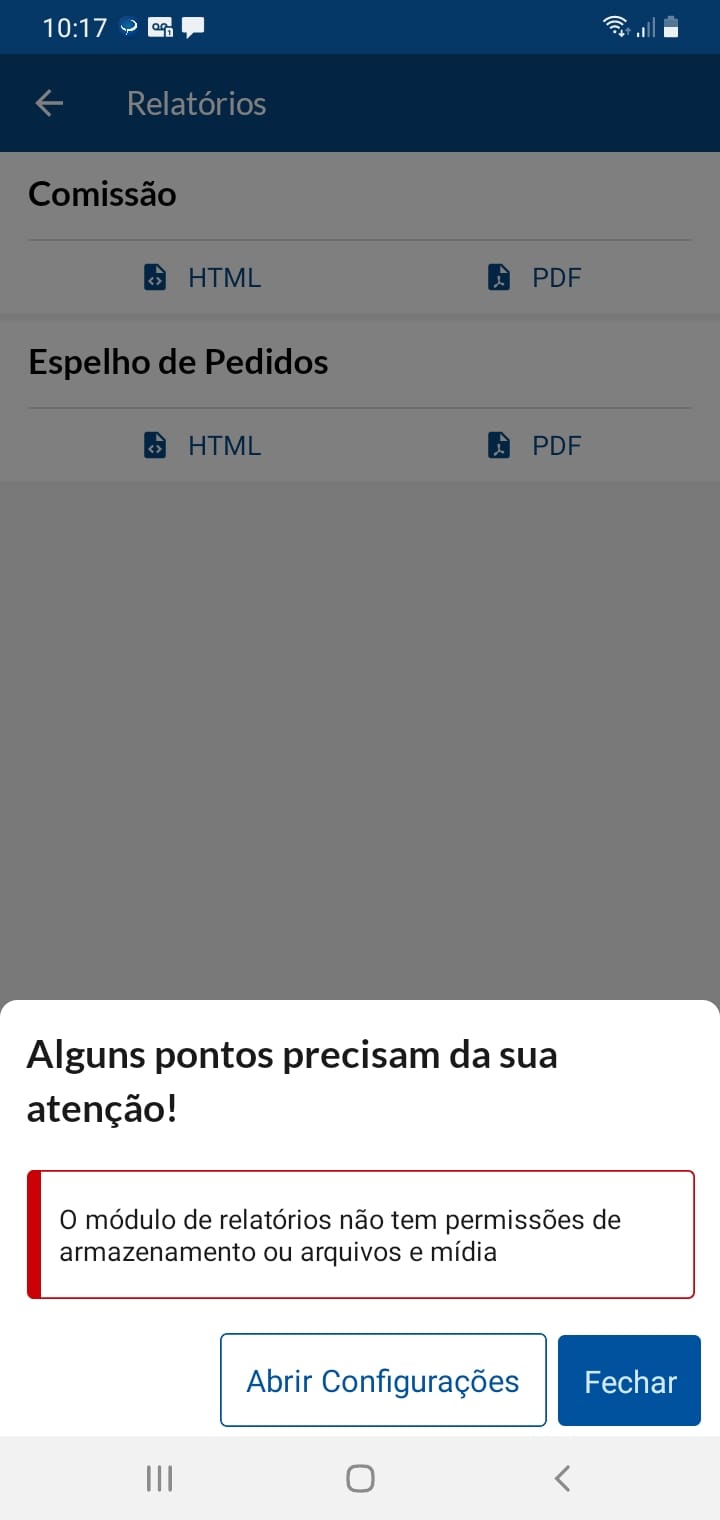 10:17
Relatórios
Comissão
HTML PDF
Espelho de Pedidos
HTML PDF
Alguns pontos precisam da sua
atenção!
O módulo de relatórios não tem permissões de
armazenamento ou arquivos e mídia
Abrir Configurações Fechar